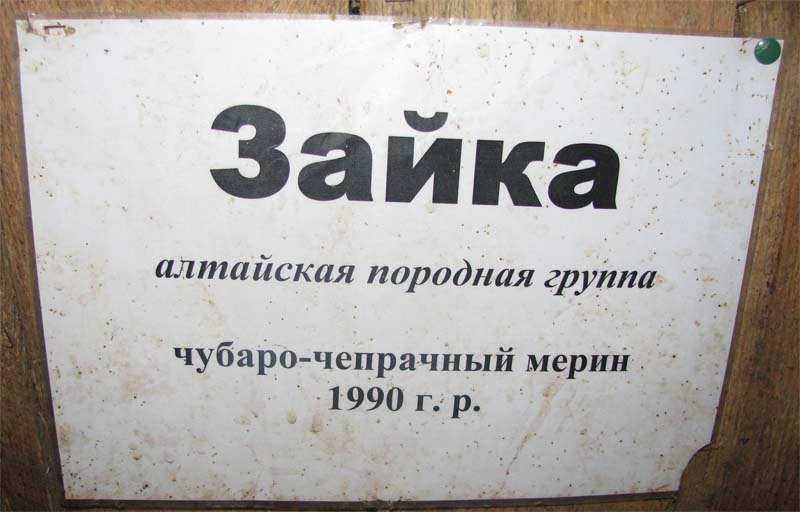 Зайка
алтайская породная группа
чубаро-чепрачный мерин
1990 г. р.